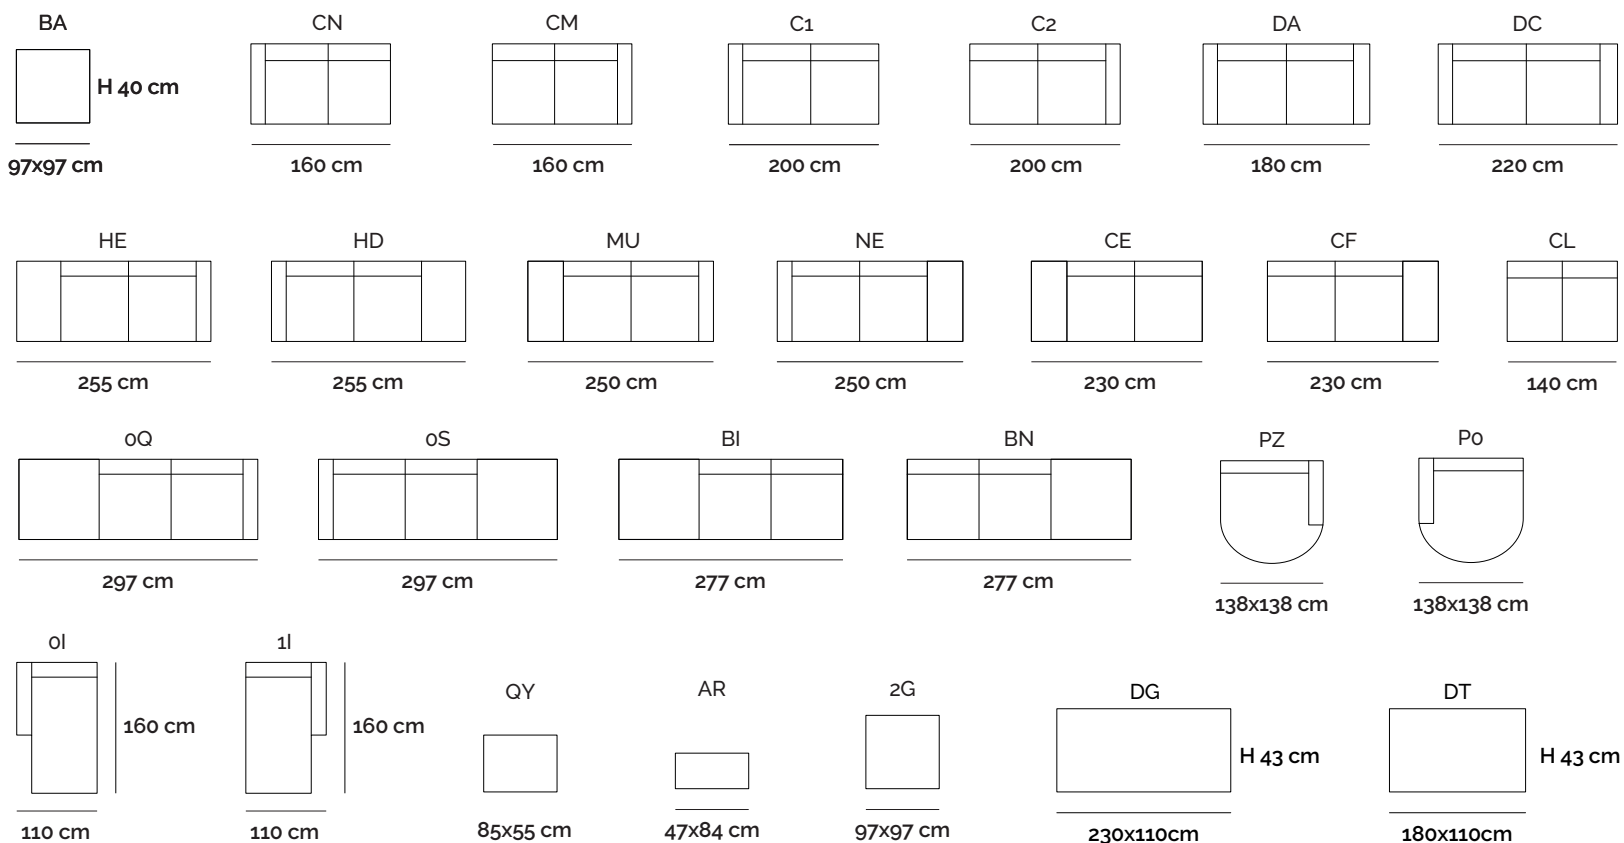 BA
CN
CM
C1
C2
DA
DC
H 40 cm
97x97 cm
160 cm
160 cm
200 cm
200 cm
180 cm
220 cm
HE
HD
MU
NE
CE
CF
CL
255 cm
255 cm
250 cm
250 cm
230 cm
230 cm
140 cm
0Q
0S
BI
BN
PZ
P0
297 cm
297 cm
277 cm
277 cm
138x138 cm
138x138 cm
0I
1I
QY
AR
2G
DG
DT
160 cm
160 cm
H 43 cm
H 43 cm
110 cm
110 cm
85x55 cm
47x84 cm
97x97 cm
230x110cm
180x110cm